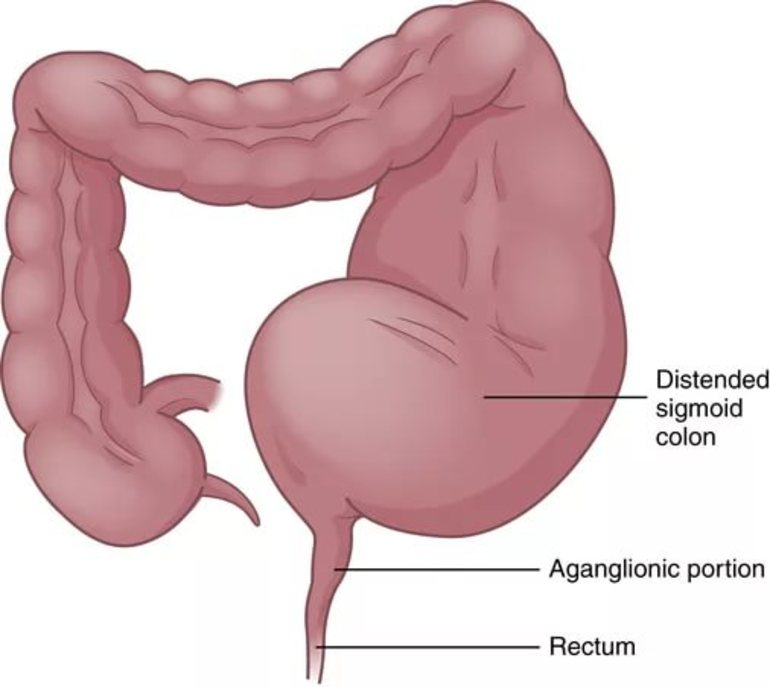 Distended
sigmoid
colon
Aganglionic portion
Rectum